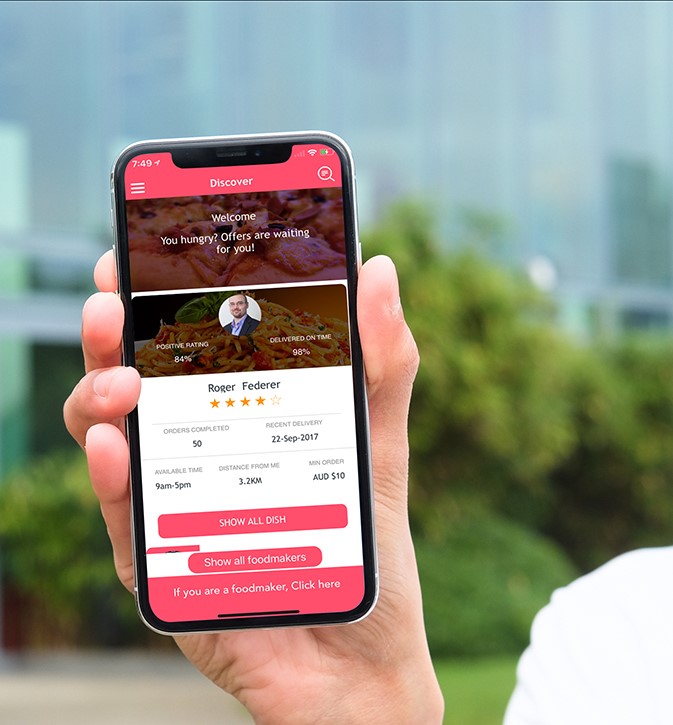 7:49
Discover
Welcome
You hungry? Offers are waiting
for you!
POSITIVE RATING
DELIVERED ON TIME
84%
98%
Roger Federer
ORDERS COMPLETED
RECENT DELIVERY
50
22-Sep-2017
AVAILABLE TIME
DISTANCE FROM ME
MIN ORDER
9am-5pm
3.2KM
AUD $10
SHOW ALL DISH
Show all foodmakers
If you are a foodmaker, Click here